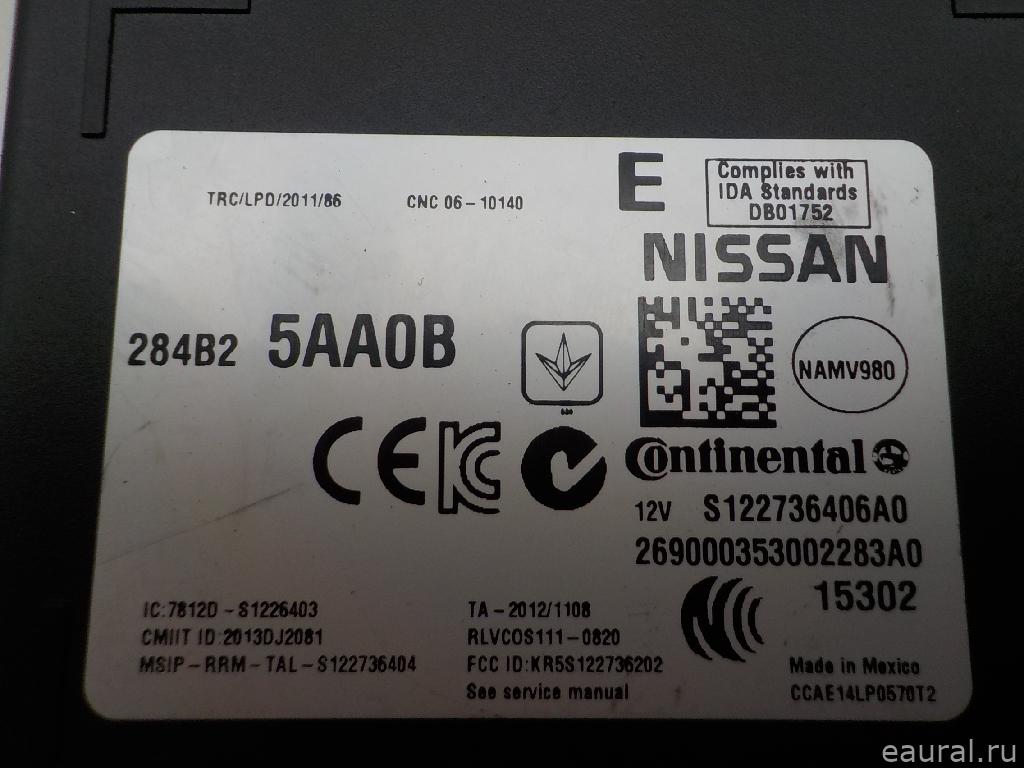 TRC/LPD/2011/86 CNC 06-10140 E Complies with
IDA Standards
DB01752
NISSAN
284B2 5AA0B
NAMV980
CE KC
Continental
12V S122736406A0
269000353002283A0
15302
IC:7812D-S1226403
CMIIT ID:2013DJ2081
MSIP-RRM-TAL-S122736404
TA-2012/1108
RLVCOS111-0820
FCC ID:KR5S122736202
See service manual
Made in Mexico
CCAE14LP0570T2
eaural.ru